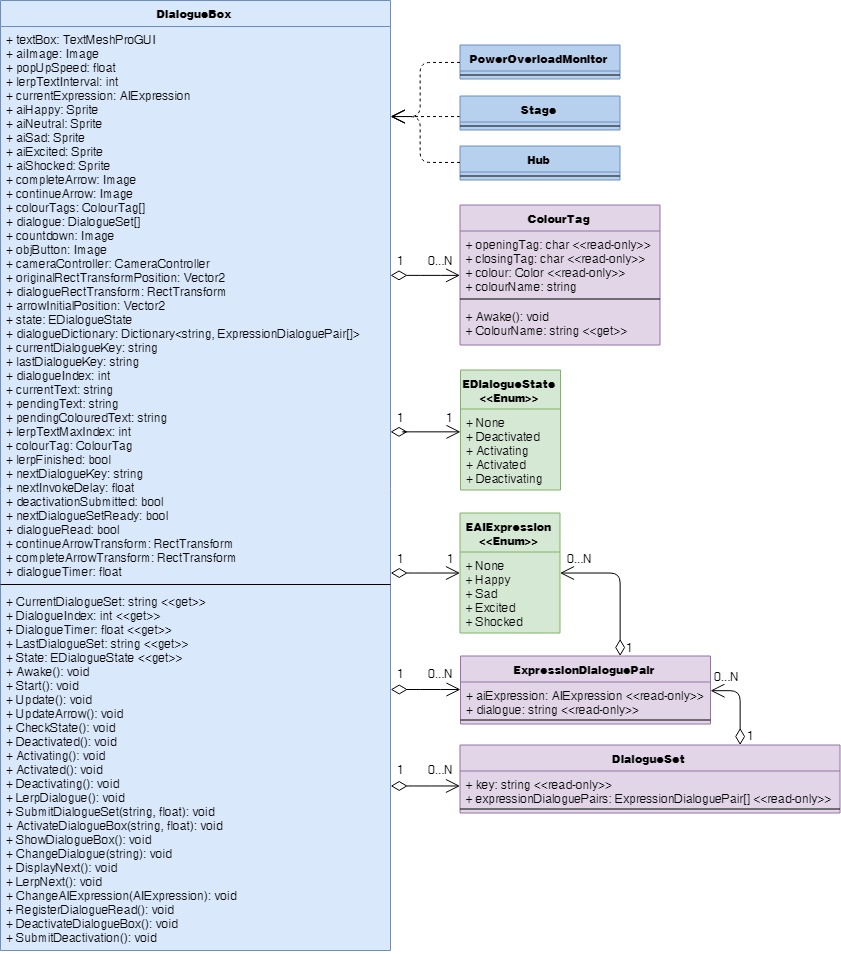 DialogueBox
+ textBox: TextMeshProGUI
+ aiImage: Image
+ popUpSpeed: float
+ lerpTextInterval: int
+ currentExpression: AIExpression
+ aiHappy: Sprite
+ aiNeutral: Sprite
+ aiSad: Sprite
+ aiExcited: Sprite
+ aiShocked: Sprite
+ completeArrow: Image
+ continueArrow: Image
+ colourTags: ColourTag[]
+ dialogue: DialogueSet[]
+ countdown: Image
+ objButton: Image
+ cameraController: CameraController
+ originalRectTransformPosition: Vector2
+ dialogueRectTransform: RectTransform
+ arrowInitialPosition: Vector2
+ state: EDialogueState
+ dialogueDictionary: Dictionary<string, ExpressionDialoguePair[]>
+ currentDialogueKey: string
+ lastDialogueKey: string
+ dialogueIndex: int
+ currentText: string
+ pendingText: string
+ pendingColouredText: string
+ lerpTextMaxIndex: int
+ colourTag: ColourTag
+ lerpFinished: bool
+ nextDialogueKey: string
+ nextInvokeDelay: float
+ deactivationSubmitted: bool
+ nextDialogueSetReady: bool
+ dialogueRead: bool
+ continueArrowTransform: RectTransform
+ completeArrowTransform: RectTransform
+ dialogueTimer: float
+ CurrentDialogueSet: string <<get>>
+ DialogueIndex: int <<get>>
+ DialogueTimer: float <<get>>
+ LastDialogueSet: string <<get>>
+ State: EDialogueState <<get>>
+ Awake(): void
+ Start(): void
+ Update(): void
+ UpdateArrow(): void
+ CheckState(): void
+ Deactivated(): void
+ Activating(): void
+ Activated(): void
+ Deactivating(): void
+ LerpDialogue(): void
+ SubmitDialogueSet(string, float): void
+ ActivateDialogueBox(string, float): void
+ ShowDialogueBox(): void
+ ChangeDialogue(string): void
+ DisplayNext(): void
+ LerpNext(): void
+ ChangeAIExpression(AIExpression): void
+ RegisterDialogueRead(): void
+ DeactivateDialogueBox(): void
+ SubmitDeactivation(): void
PowerOverloadMonitor
Stage
Hub
1 0...N
ColourTag
+ openingTag: char <<read-only>>
+ closingTag: char <<read-only>>
+ colour: Color <<read-only>>
+ colourName: string
+ Awake(): void
+ ColourName: string <<get>>
1 1
EDialogueState
<<Enum>>
+ None
+ Deactivated
+ Activating
+ Activated
+ Deactivating
1 1
EAIExpression
<<Enum>>
+ None
+ Happy
+ Sad
+ Excited
+ Shocked
0...N
1
1 0...N
ExpressionDialoguePair
+ aiExpression: AIExpression <<read-only>>
+ dialogue: string <<read-only>>
0...N
1
1 0...N
DialogueSet
+ key: string <<read-only>>
+ expressionDialoguePairs: ExpressionDialoguePair[] <<read-only>>